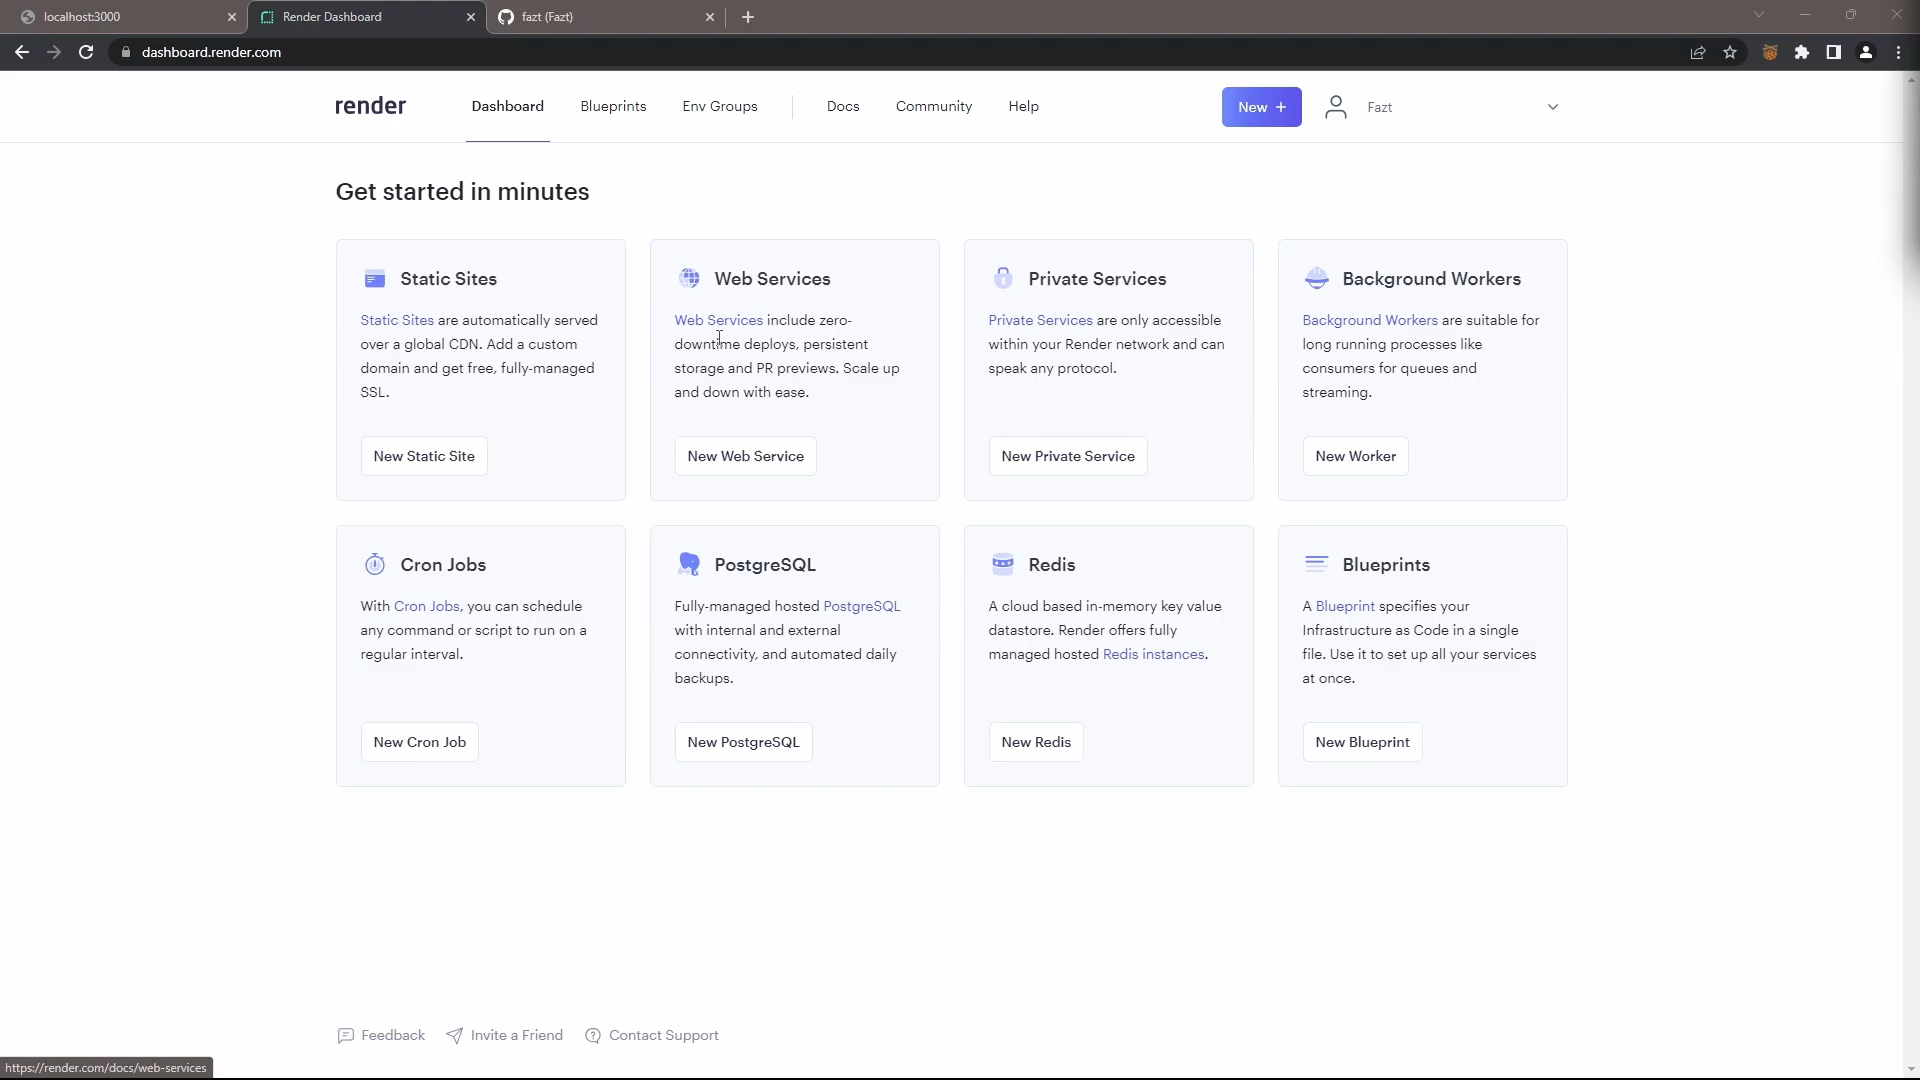 localhost:3000
Render Dashboard
fazt (Fazt)
dashboard.render.com
render
Dashboard
Blueprints
Env Groups
Docs
Community
Help
New +
Fazt
Get started in minutes
Static Sites
Static Sites are automatically served
over a global CDN. Add a custom
domain and get free, fully-managed
SSL.
New Static Site
Web Services
Web Services include zero-
downtime deploys, persistent
storage and PR previews. Scale up
and down with ease.
New Web Service
Private Services
Private Services are only accessible
within your Render network and can
speak any protocol.
New Private Service
Background Workers
Background Workers are suitable for
long running processes like
consumers for queues and
streaming.
New Worker
Cron Jobs
With Cron Jobs, you can schedule
any command or script to run on a
regular interval.
New Cron Job
PostgreSQL
Fully-managed hosted PostgreSQL
with internal and external
connectivity, and automated daily
backups.
New PostgreSQL
Redis
A cloud based in-memory key value
datastore. Render offers fully
managed hosted Redis instances.
New Redis
Blueprints
A Blueprint specifies your
Infrastructure as Code in a single
file. Use it to set up all your services
at once.
New Blueprint
Feedback
Invite a Friend
Contact Support
https://render.com/docs/web-services